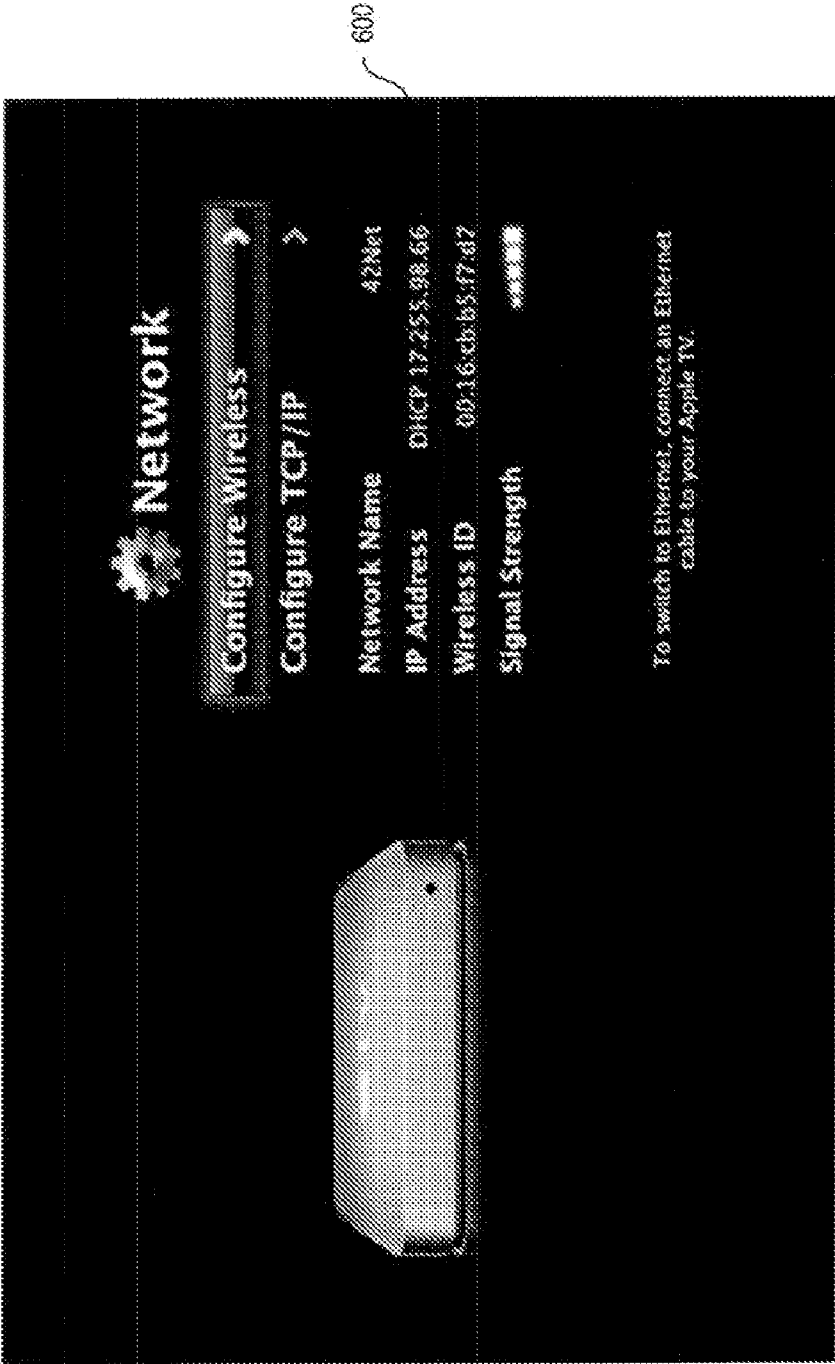 600
Network
Configure Wireless
Configure TCP/IP
Network Name 42Net
IP Address DHCP 17.255.98.66
Wireless ID 00:16:cb:b5:f7:d7
Signal Strength
To switch to Ethernet, connect an Ethernet
cable to your Apple TV.